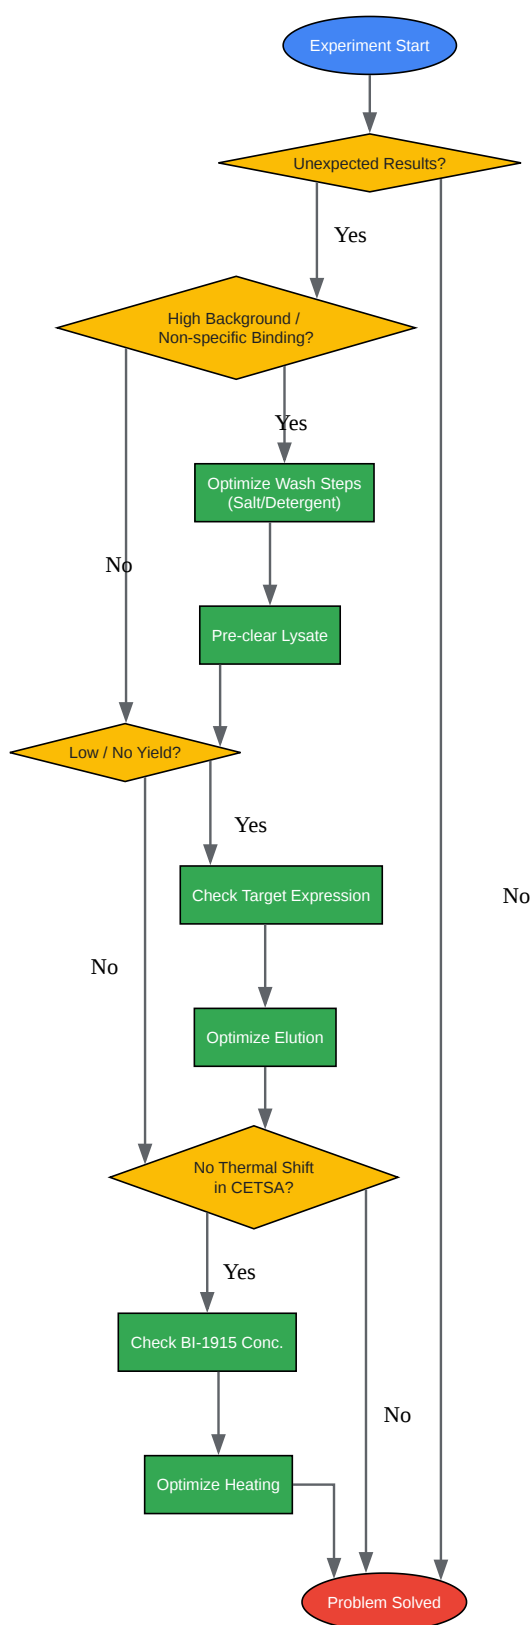 Experiment Start
Unexpected Results?
Yes
High Background /
Non-specific Binding?
Yes
Optimize Wash Steps
(Salt/Detergent)
No
Pre-clear Lysate
Low / No Yield?
Yes
Check Target Expression
No
No
Optimize Elution
No Thermal Shift
in CETSA?
Yes
Check BI-1915 Conc.
No
Optimize Heating
Problem Solved